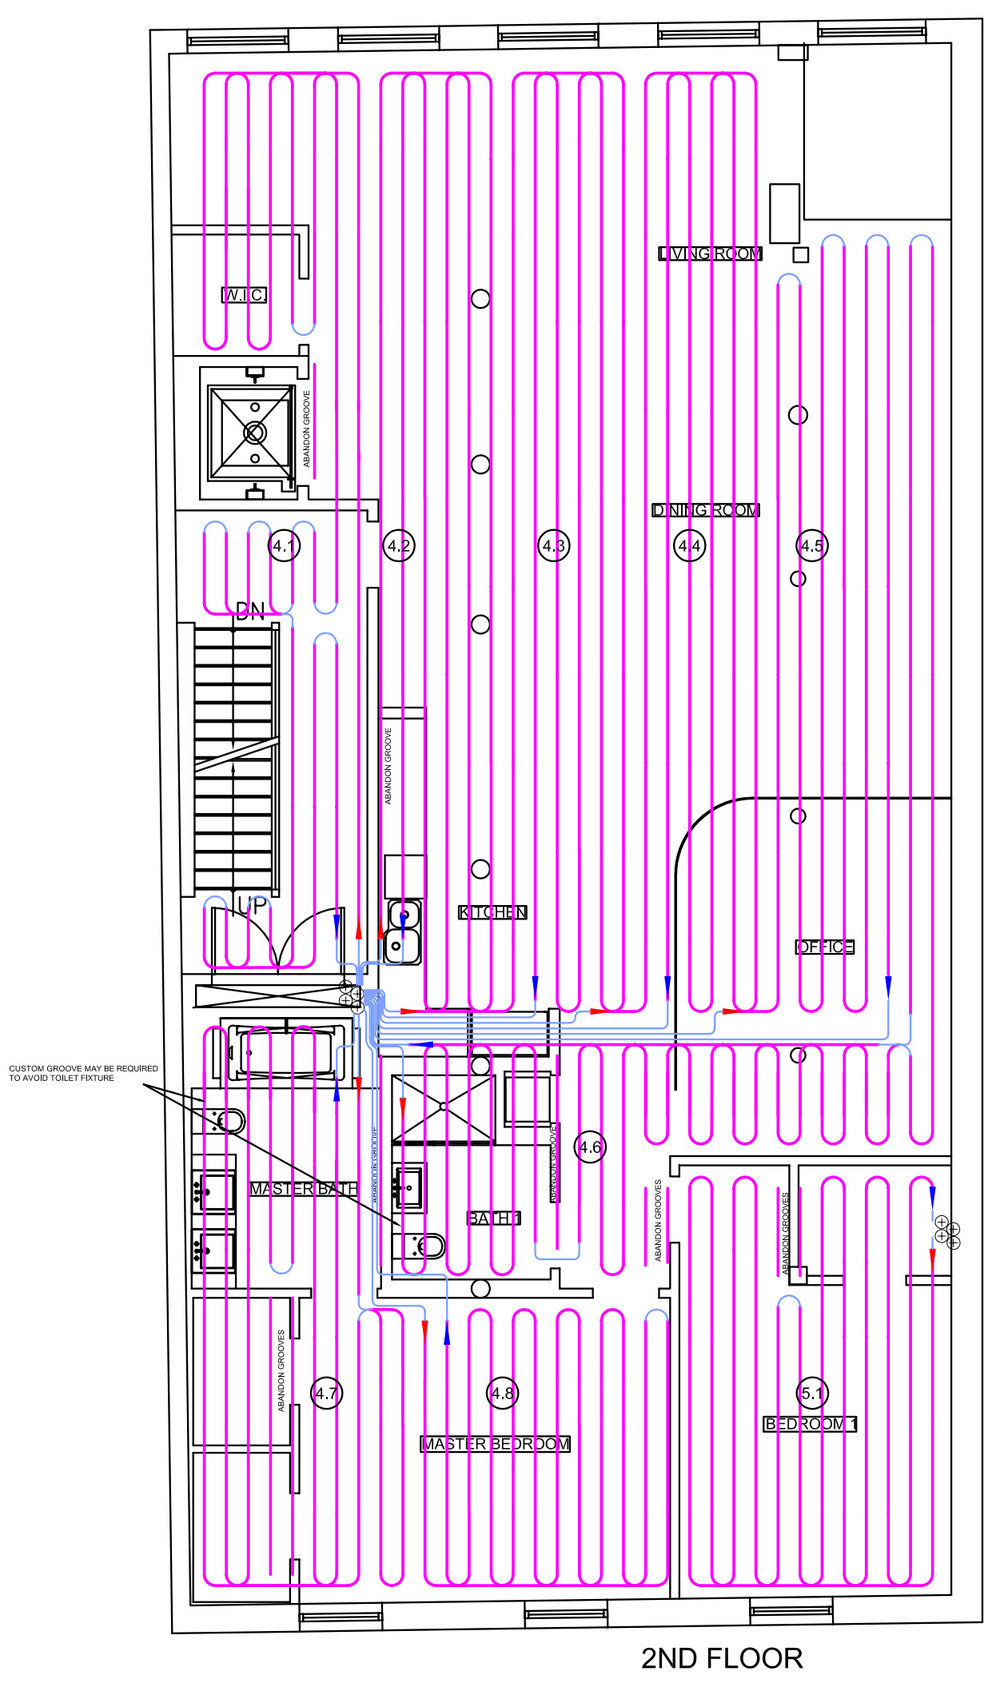 LIVING ROOM
W.I.C.
ABANDON GROOVE
DINING ROOM
4.1
4.2
4.3
4.4
4.5
DN
ABANDON GROOVE
UP
KITCHEN
OFFICE
CUSTOM GROOVE MAY BE REQUIRED
TO AVOID TOILET FIXTURE
ABANDON GROOVE
ABANDON GROOVE
4.6
MASTER BATH
BATH 1
ABANDON GROOVES
ABANDON GROOVES
ABANDON GROOVES
4.7
4.8
5.1
BEDROOM 1
MASTER BEDROOM
2ND FLOOR